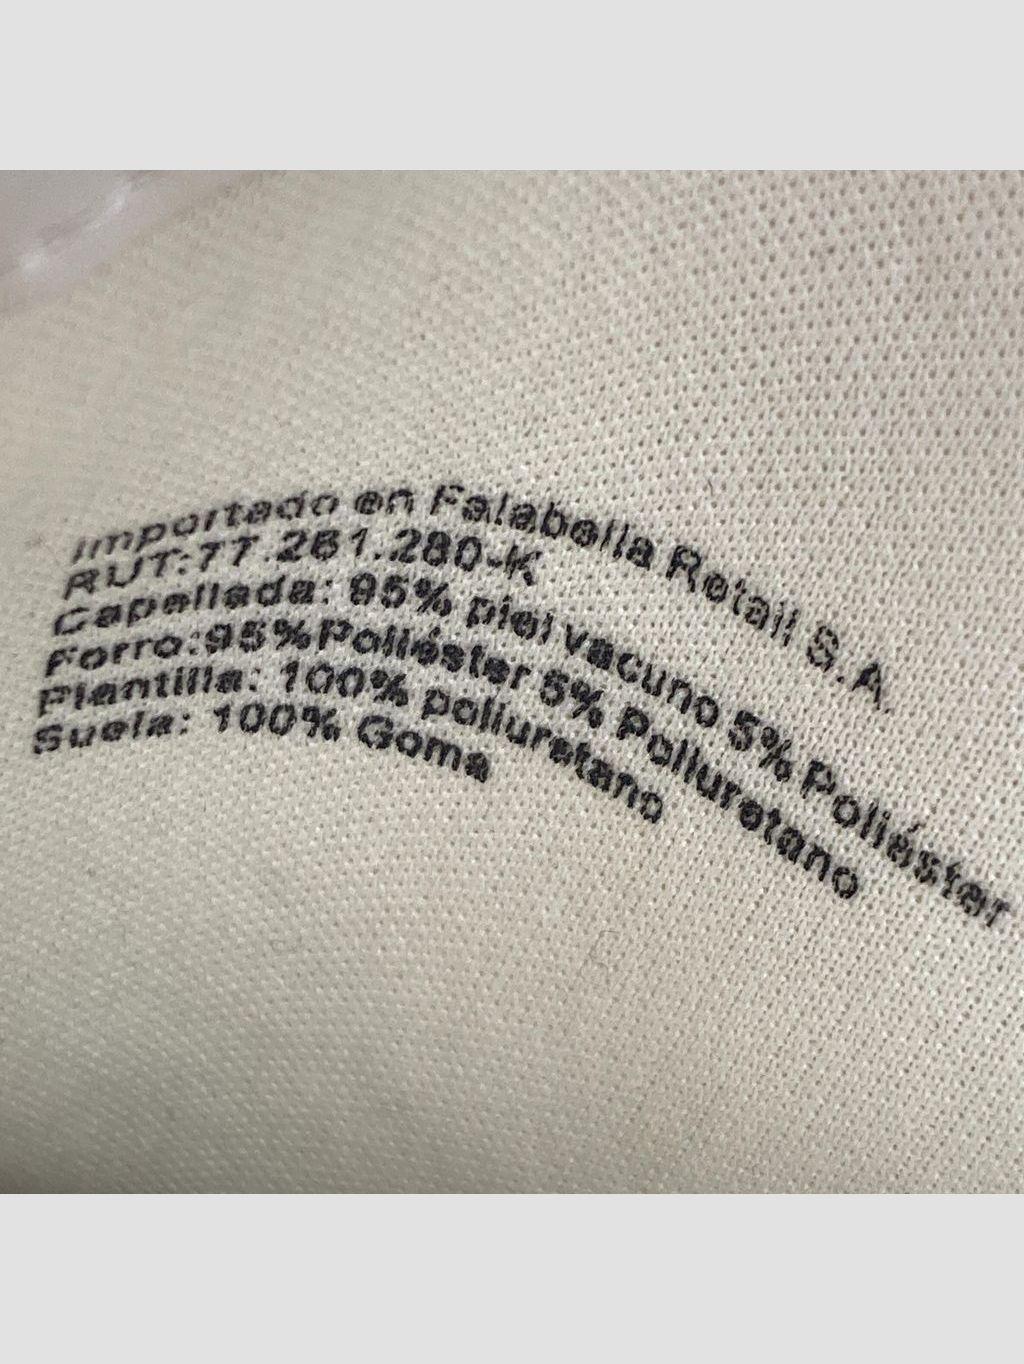 Importado en Falabella Retail S.A.
RUT:77.261.280-K
Capellada: 95% piel vacuno 5% Poliéster
Forro:95%Poliéster 5% Poliuretano
Plantilla: 100% poliuretano
Suela: 100% Goma